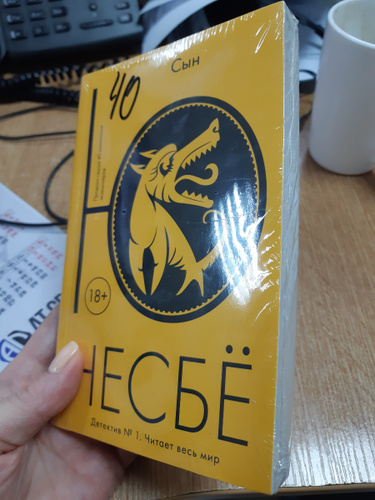 Сын
Ю
18+
НЕСБЁ
Детектив № 1. Читает весь мир